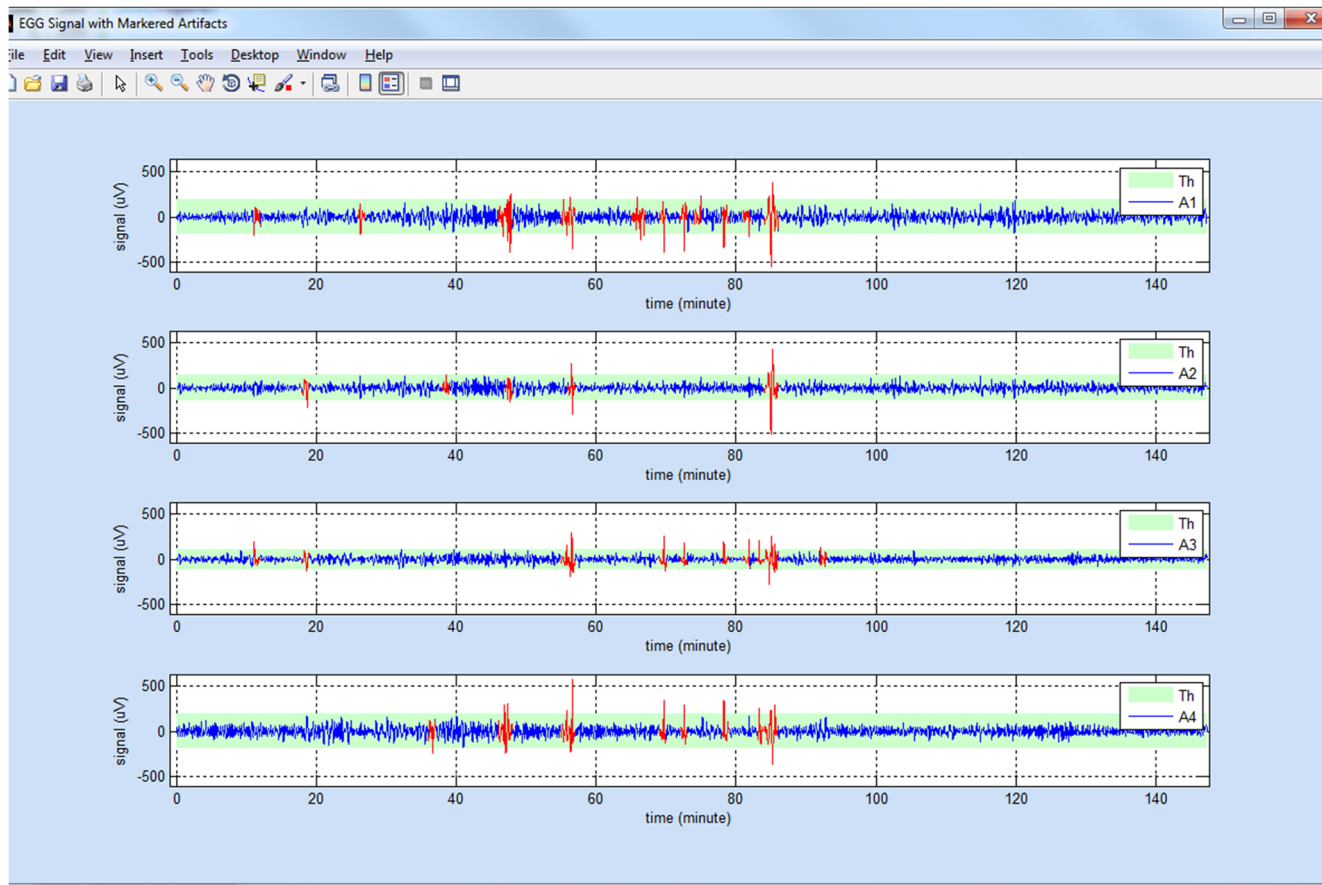 EGG Signal with Markered Artifacts
File Edit View Insert Tools Desktop Window Help
signal (uV)
500
0
-500
Th
A1
0 20 40 60 80 100 120 140
time (minute)
signal (uV)
500
0
-500
Th
A2
0 20 40 60 80 100 120 140
time (minute)
signal (uV)
500
0
-500
Th
A3
0 20 40 60 80 100 120 140
time (minute)
signal (uV)
500
0
-500
Th
A4
0 20 40 60 80 100 120 140
time (minute)